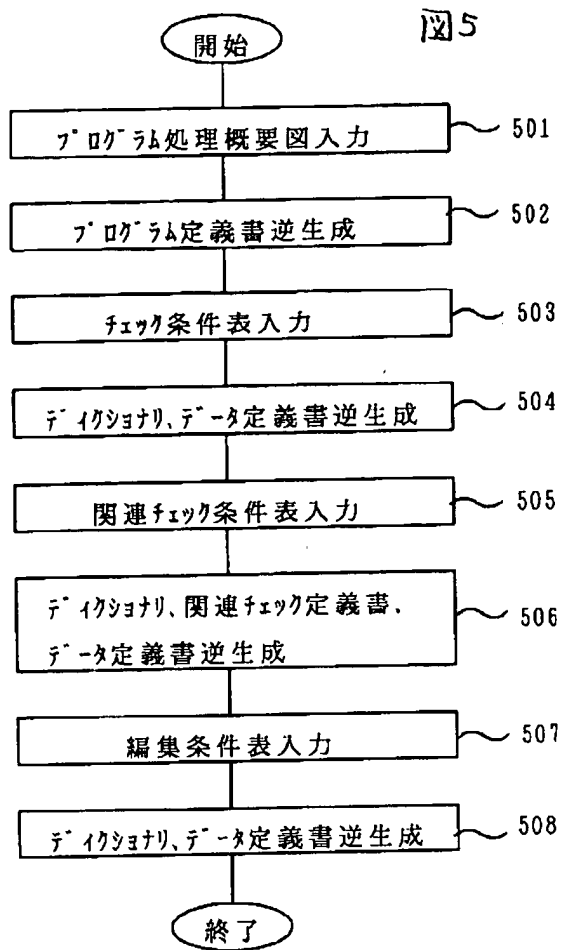 図5
開始
プログラム処理概要図入力
501
プログラム定義書逆生成
502
チェック条件表入力
503
ディクショナリ、データ定義書逆生成
504
関連チェック条件表入力
505
ディクショナリ、関連チェック定義書、
データ定義書逆生成
506
編集条件表入力
507
ディクショナリ、データ定義書逆生成
508
終了